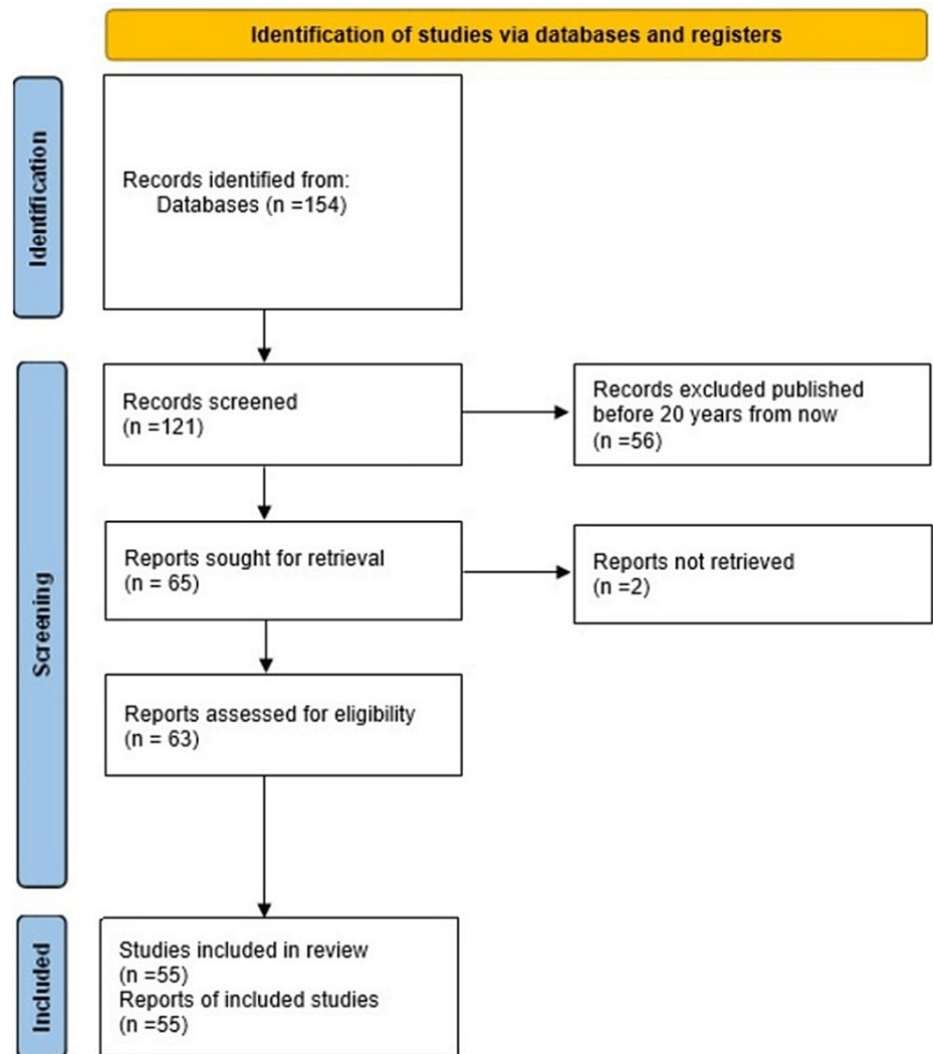 Identification of studies via databases and registers
Identification
Records identified from:
Databases (n =154)
Screening
Records screened
(n =121)
Records excluded published
before 20 years from now
(n =56)
Reports sought for retrieval
(n = 65)
Reports not retrieved
(n =2)
Reports assessed for eligibility
(n = 63)
Included
Studies included in review
(n =55)
Reports of included studies
(n =55)